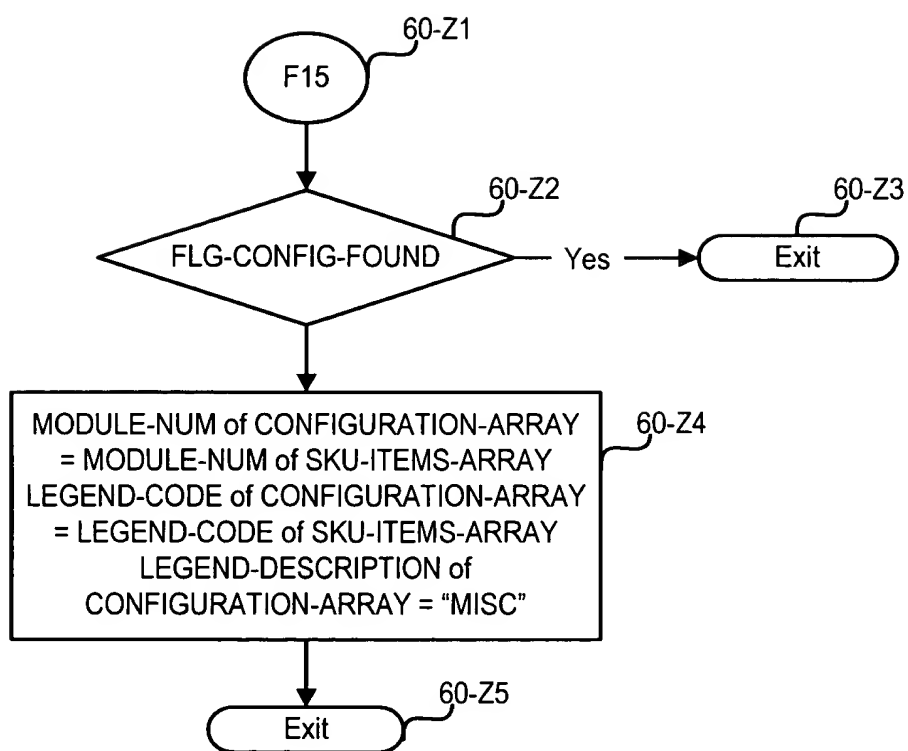 60-Z1
F15
60-Z2
60-Z3
FLG-CONFIG-FOUND
Yes
Exit
MODULE-NUM of CONFIGURATION-ARRAY
= MODULE-NUM of SKU-ITEMS-ARRAY
LEGEND-CODE of CONFIGURATION-ARRAY
= LEGEND-CODE of SKU-ITEMS-ARRAY
LEGEND-DESCRIPTION of
CONFIGURATION-ARRAY = “MISC”
60-Z4
60-Z5
Exit